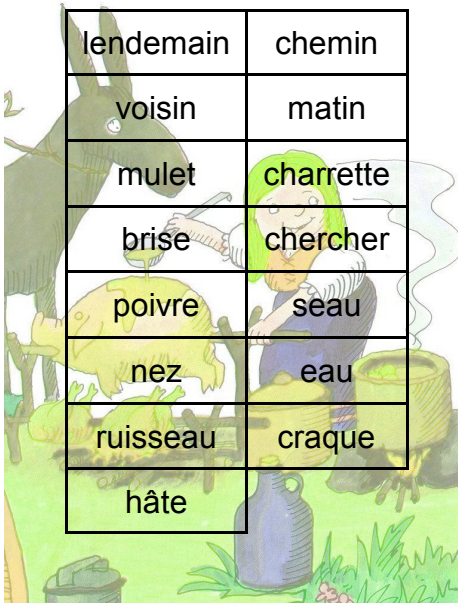 lendemain chemin
voisin matin
mulet charrette
brise chercher
poivre seau
nez eau
ruisseau craque
hâte